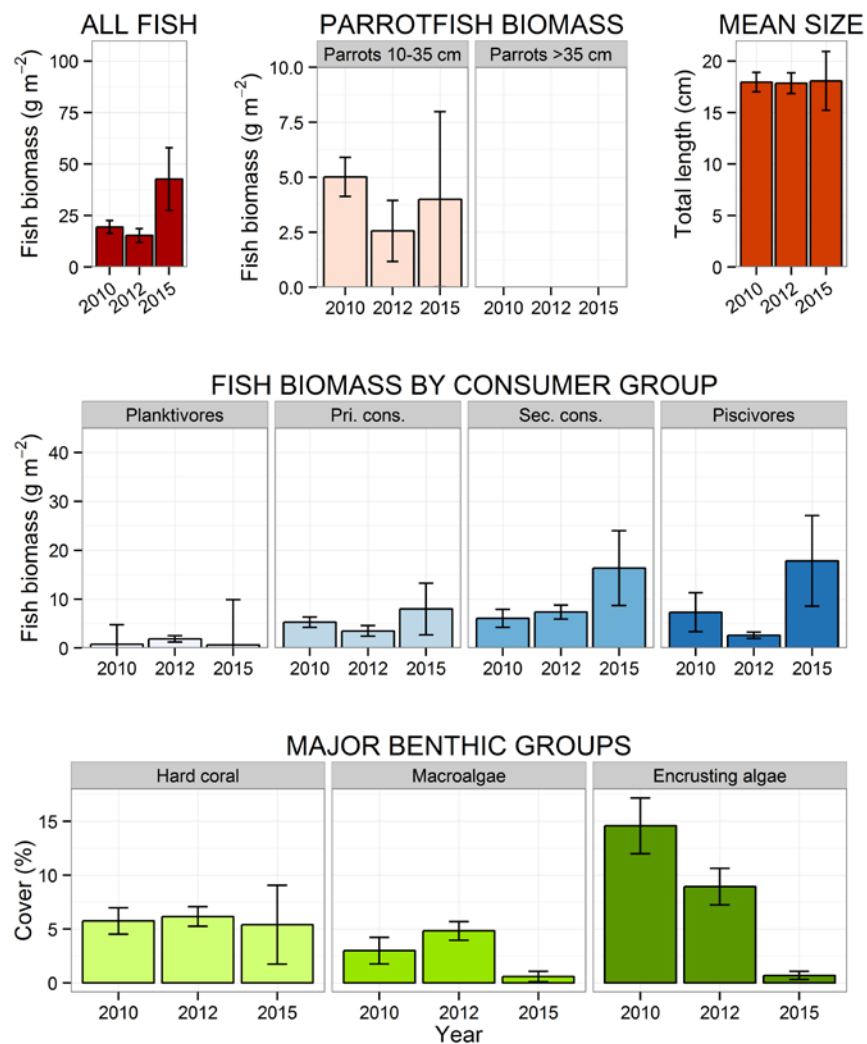 ALL FISH
PARROTFISH BIOMASS
MEAN SIZE
Parrots 10-35 cm
Parrots >35 cm
Fish biomass (g m⁻²)
100
75
50
25
0
2010
2012
2015
Fish biomass (g m⁻²)
10.0
7.5
5.0
2.5
0.0
2010 2012 2015
2010 2012 2015
Total length (cm)
20
15
10
5
0
2010
2012
2015
FISH BIOMASS BY CONSUMER GROUP
Planktivores
Pri. cons.
Sec. cons.
Piscivores
Fish biomass (g m⁻²)
40
30
20
10
0
2010 2012 2015
2010 2012 2015
2010 2012 2015
2010 2012 2015
MAJOR BENTHIC GROUPS
Hard coral
Macroalgae
Encrusting algae
Cover (%)
15
10
5
0
2010 2012 2015
2010 2012 2015
2010 2012 2015
Year